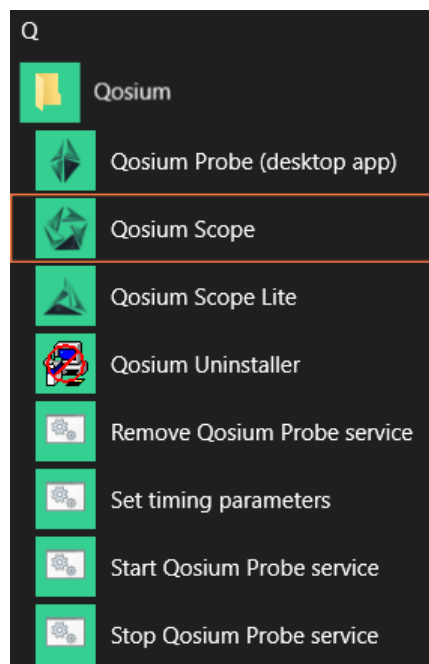 Q
Qosium
Qosium Probe (desktop app)
Qosium Scope
Qosium Scope Lite
Qosium Uninstaller
Remove Qosium Probe service
Set timing parameters
Start Qosium Probe service
Stop Qosium Probe service